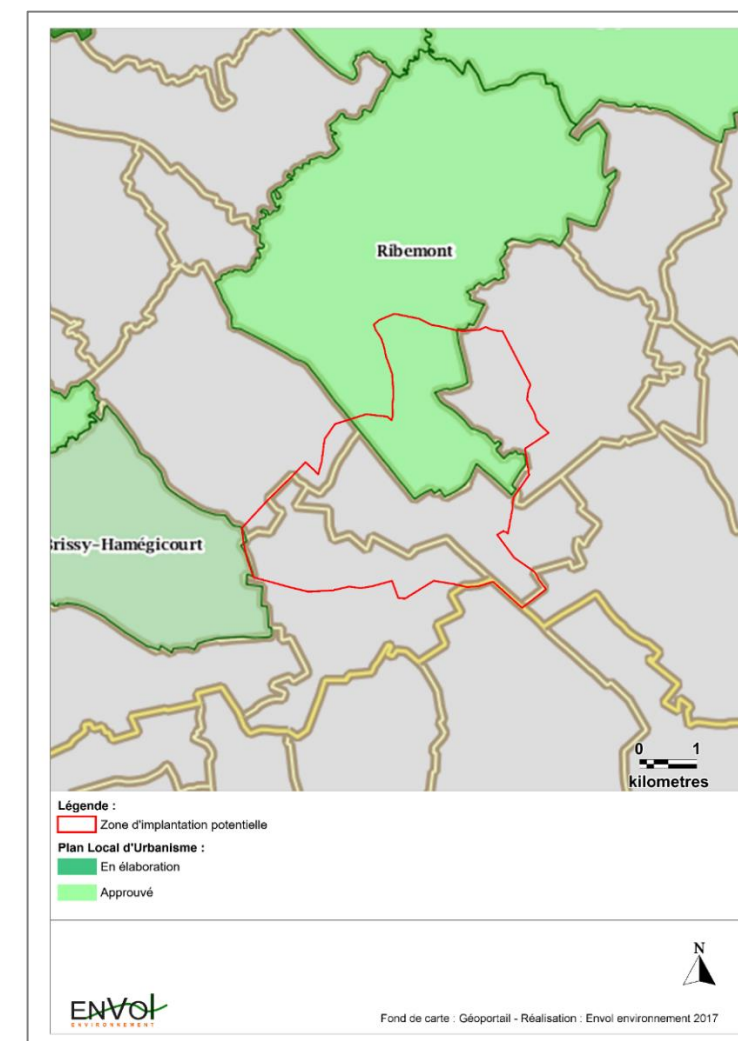 Ribemont
rissy-Hamégicourt
0 1
kilometres
Légende :
Zone d'implantation potentielle
Plan Local d'Urbanisme :
En élaboration
Approuvé
N
ENVOL
ENVIRONNEMENT
Fond de carte : Géoportail - Réalisation : Envol environnement 2017